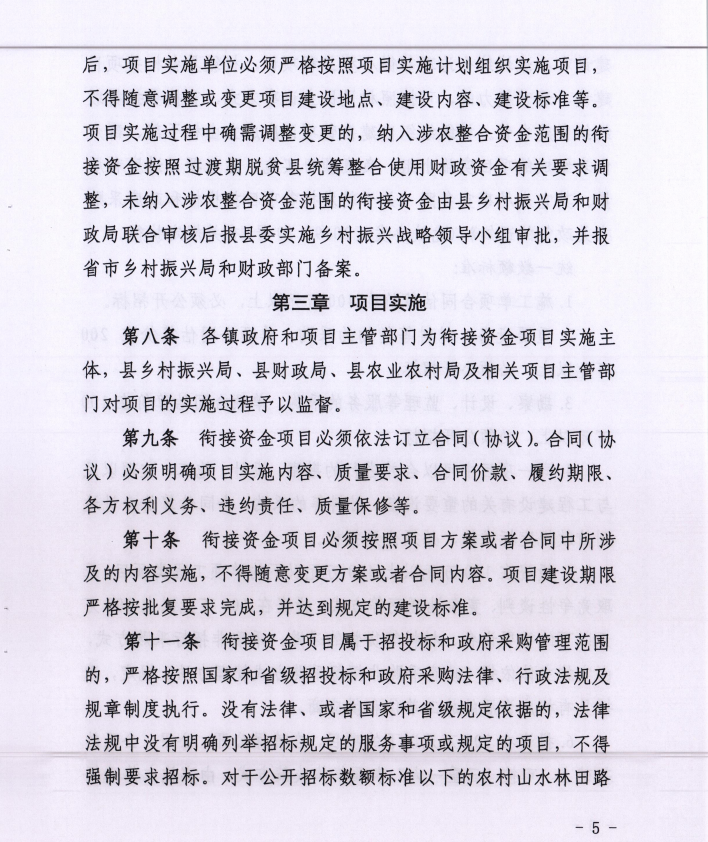 后，项目实施单位必须严格按照项目实施计划组织实施项目，
不得随意调整或变更项目建设地点、建设内容、建设标准等。
项目实施过程中确需调整变更的，纳入涉农整合资金范围的衔
接资金按照过渡期脱贫县统筹整合使用财政资金有关要求调
整，未纳入涉农整合资金范围的衔接资金由县乡村振兴局和财
政局联合审核后报县委实施乡村振兴战略领导小组审批，并报
省市乡村振兴局和财政部门备案。
第三章　项目实施
第八条　各镇政府和项目主管部门为衔接资金项目实施主
体，县乡村振兴局、县财政局、县农业农村局及相关项目主管部
门对项目的实施过程予以监督。
第九条　衔接资金项目必须依法订立合同（协议）。合同（协
议）必须明确项目实施内容、质量要求、合同价款、履约期限、
各方权利义务、违约责任、质量保修等。
第十条　衔接资金项目必须按照项目方案或者合同中所涉
及的内容实施，不得随意变更方案或者合同内容。项目建设期限
严格按批复要求完成，并达到规定的建设标准。
第十一条　衔接资金项目属于招投标和政府采购管理范围
的，严格按照国家和省级招投标和政府采购法律、行政法规及
规章制度执行。没有法律、或者国家和省级规定依据的，法律
法规中没有明确列举招标规定的服务事项或规定的项目，不得
强制要求招标。对于公开招标数额标准以下的农村山水林田路
- 5 -